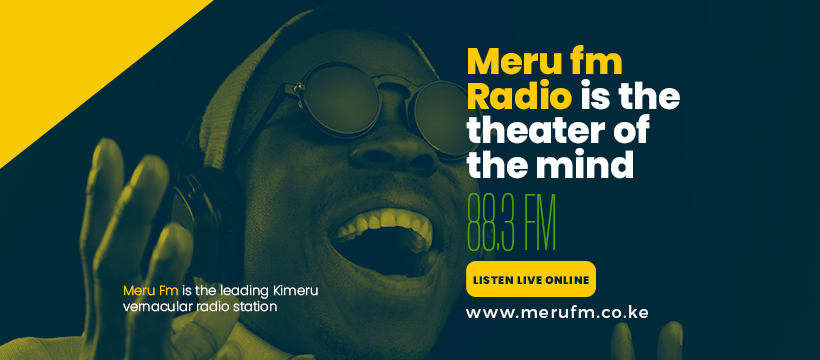 Meru fm
Radio is the
theater of
the mind
88.3 FM
LISTEN LIVE ONLINE
www.merufm.co.ke
Meru Fm is the leading Kimeru
vernacular radio station